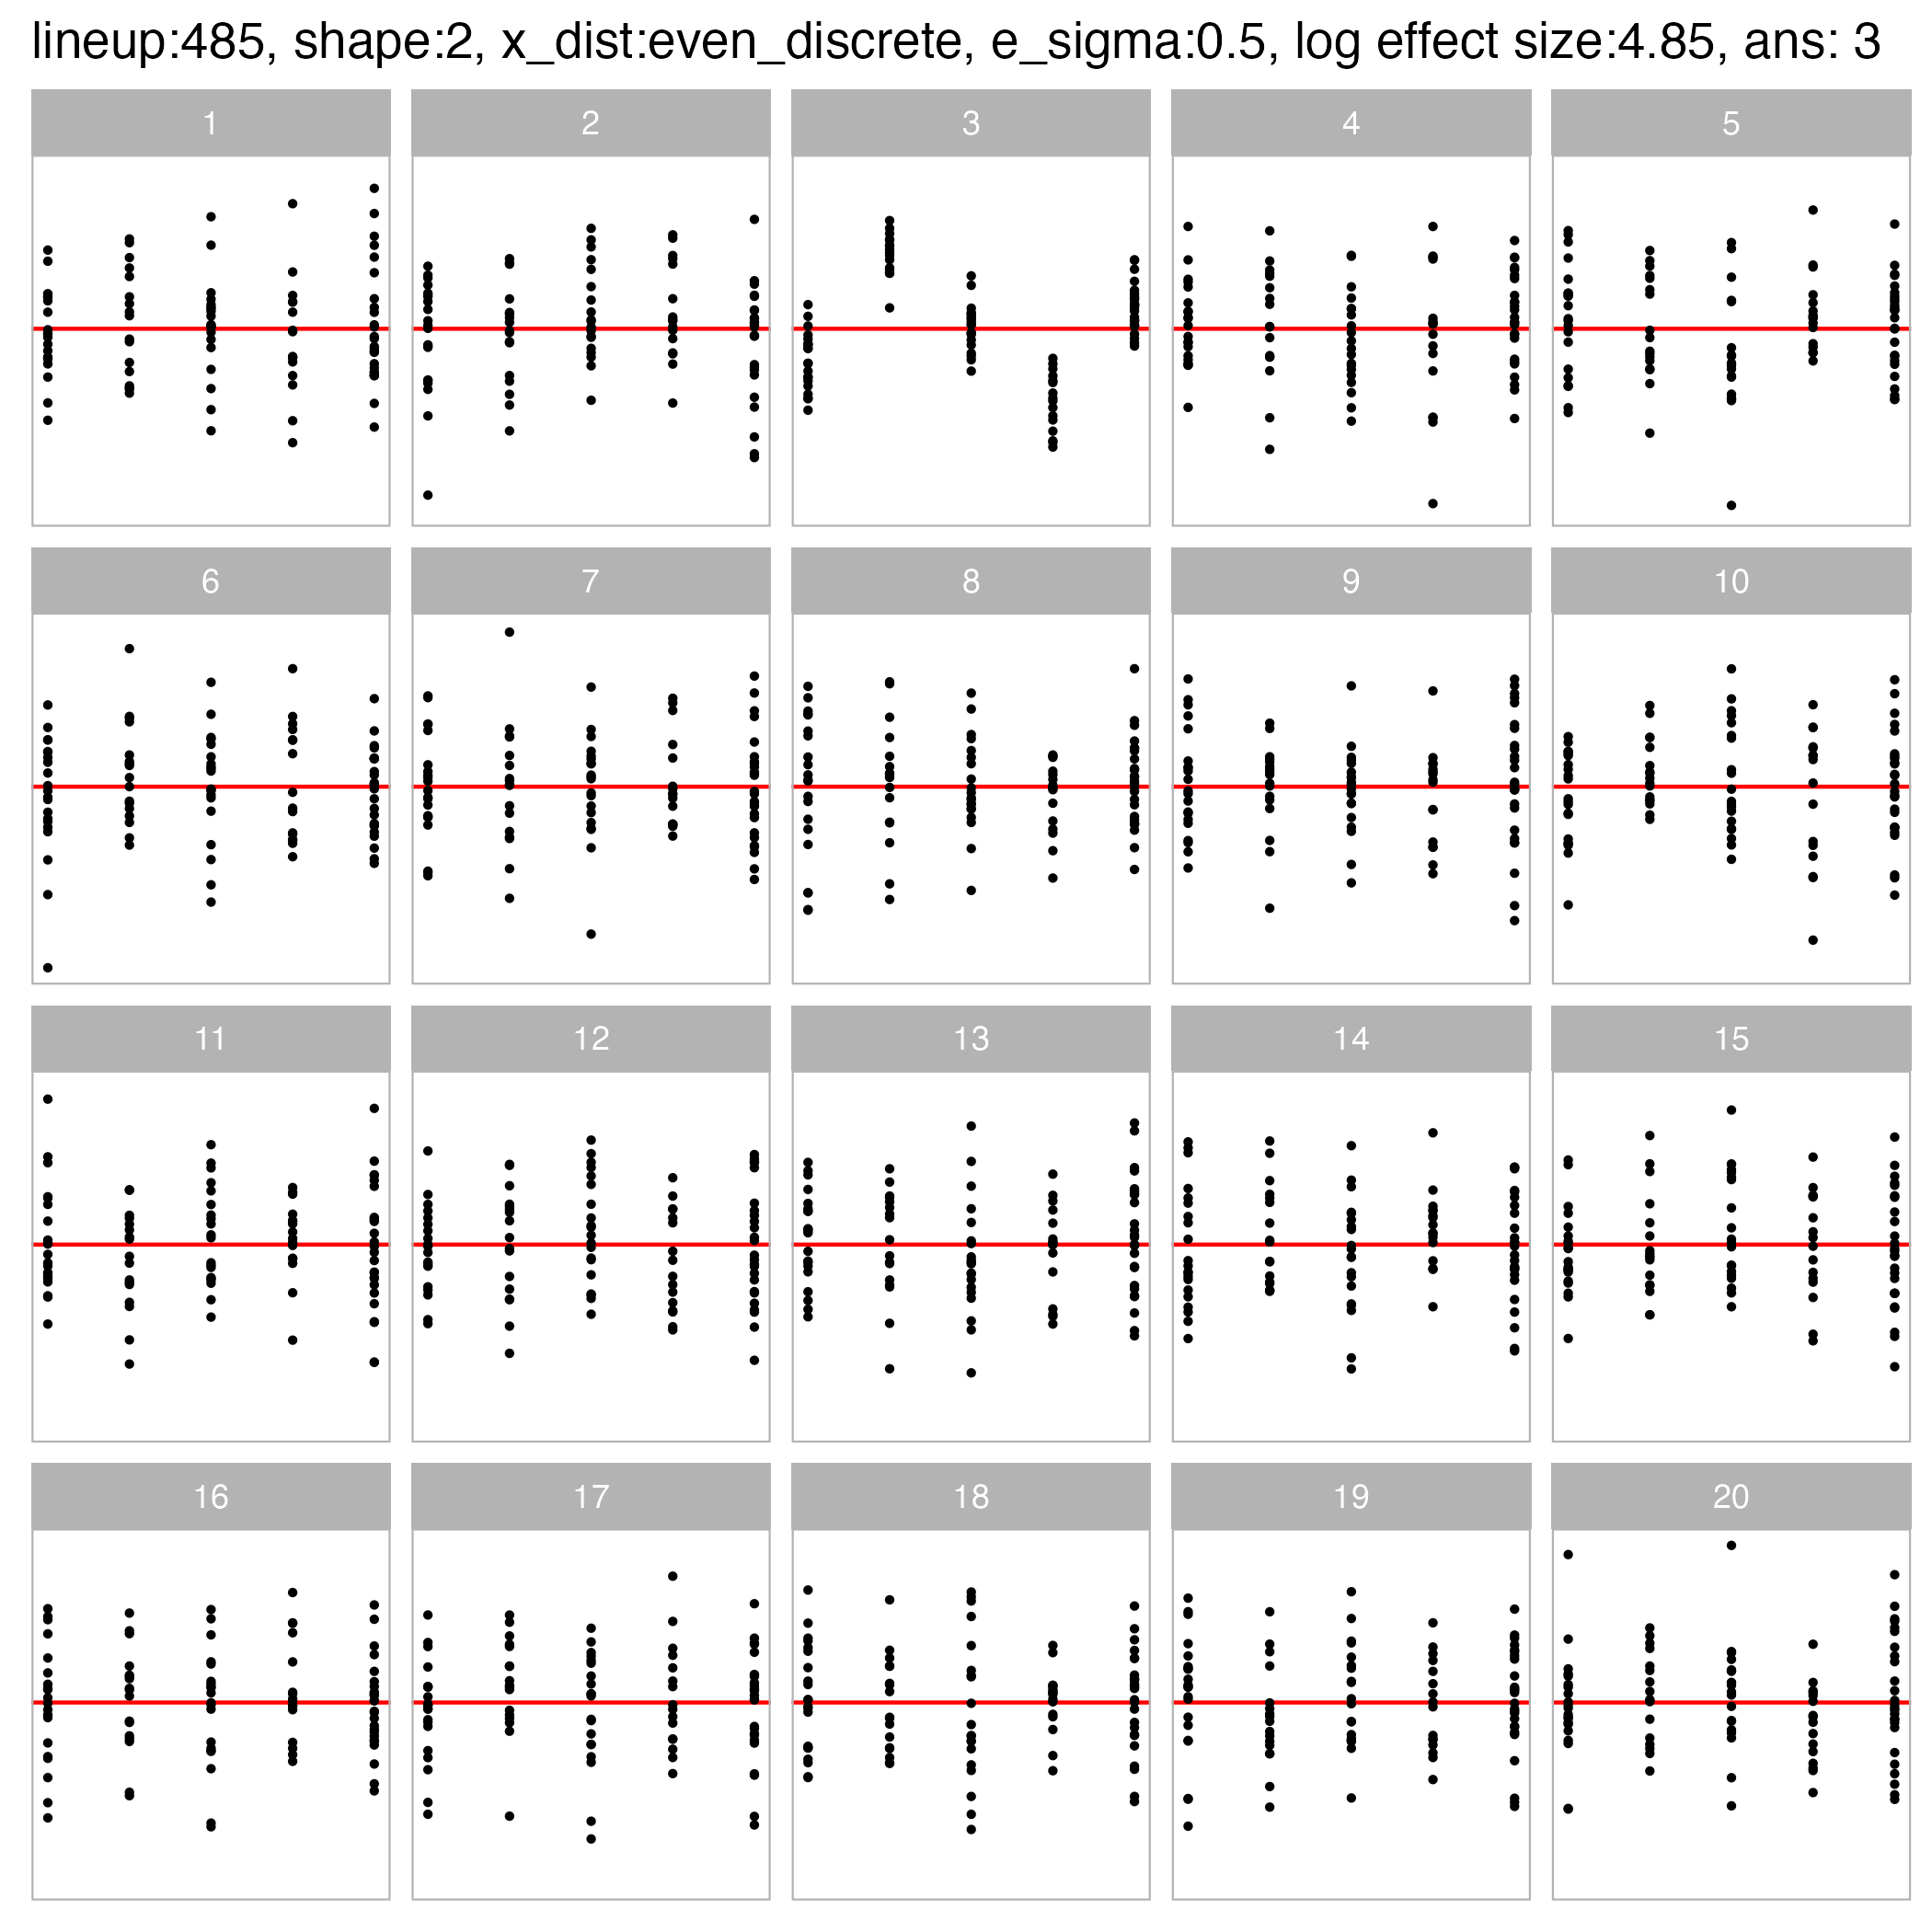 lineup:485, shape:2, x_dist:even_discrete, e_sigma:0.5, log effect size:4.85, ans: 3
1 2 3 4 5
6 7 8 9 10
11 12 13 14 15
16 17 18 19 20